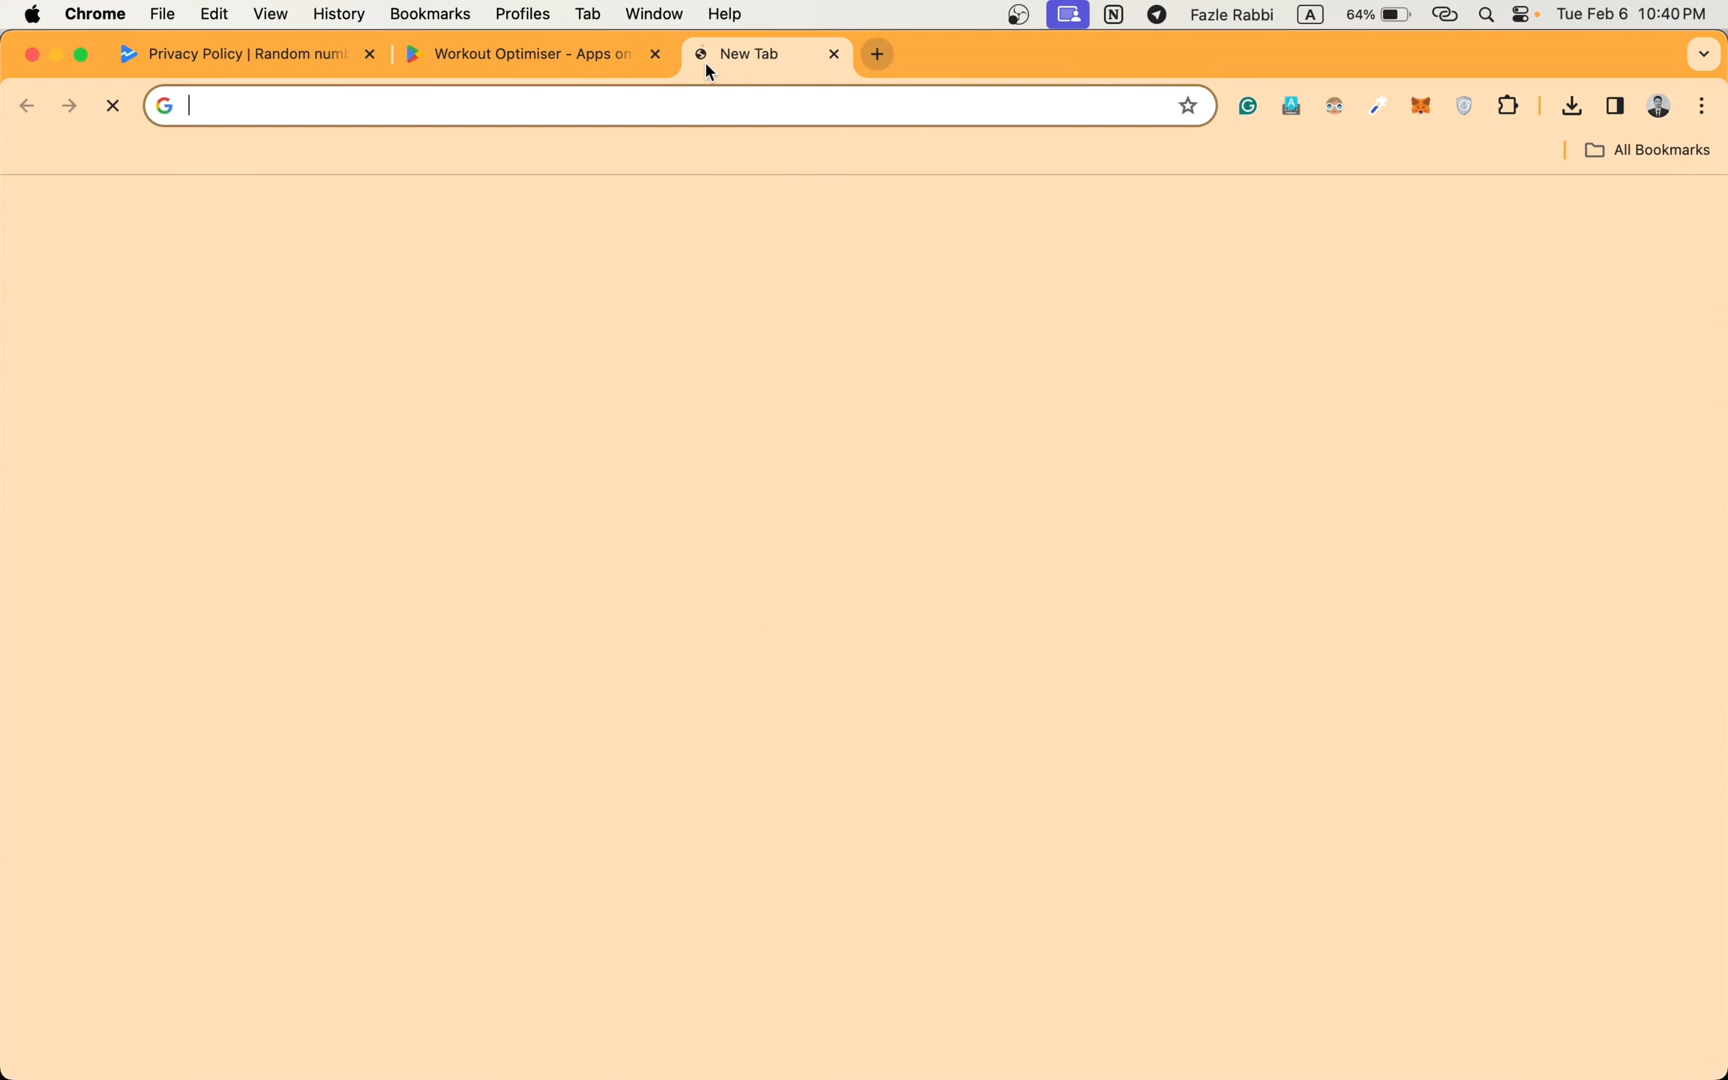 Chrome File Edit View History Bookmarks Profiles Tab Window Help Fazle Rabbi A 64% Tue Feb 6 10:40 PM
Privacy Policy | Random num Workout Optimiser - Apps on New Tab
All Bookmarks